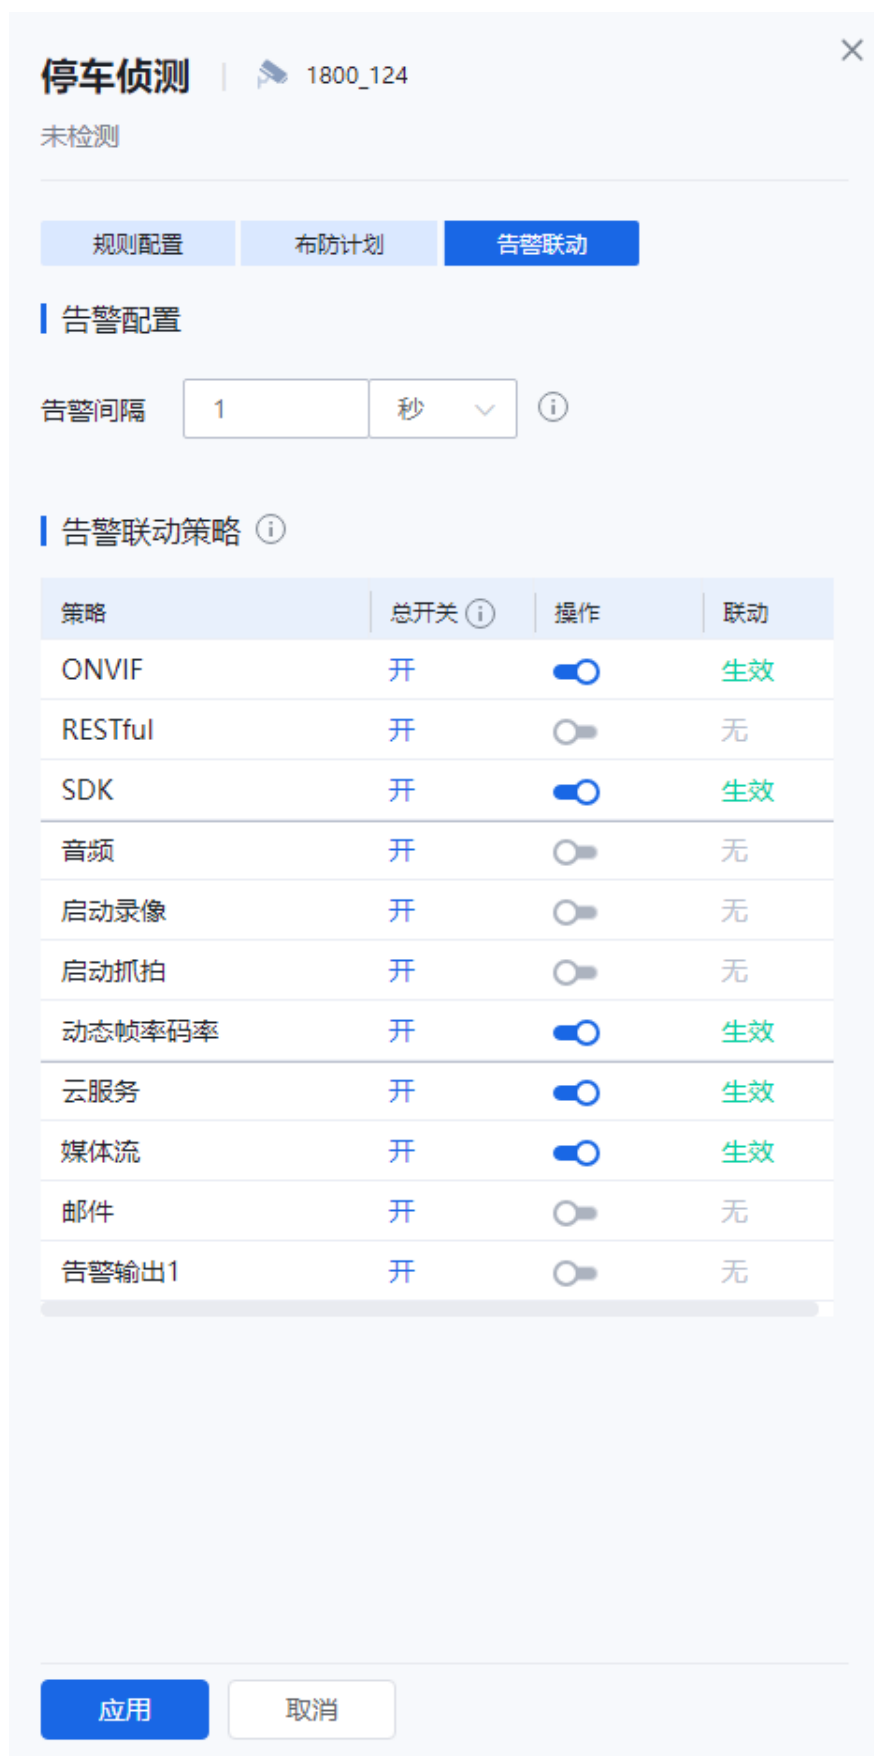 停车侦测 1800_124
未检测
规则配置 布防计划 告警联动
告警配置
告警间隔 1 秒
告警联动策略
策略 总开关 操作 联动
ONVIF 开 生效
RESTful 开 无
SDK 开 生效
音频 开 无
启动录像 开 无
启动抓拍 开 无
动态帧率码率 开 生效
云服务 开 生效
媒体流 开 生效
邮件 开 无
告警输出1 开 无
应用 取消